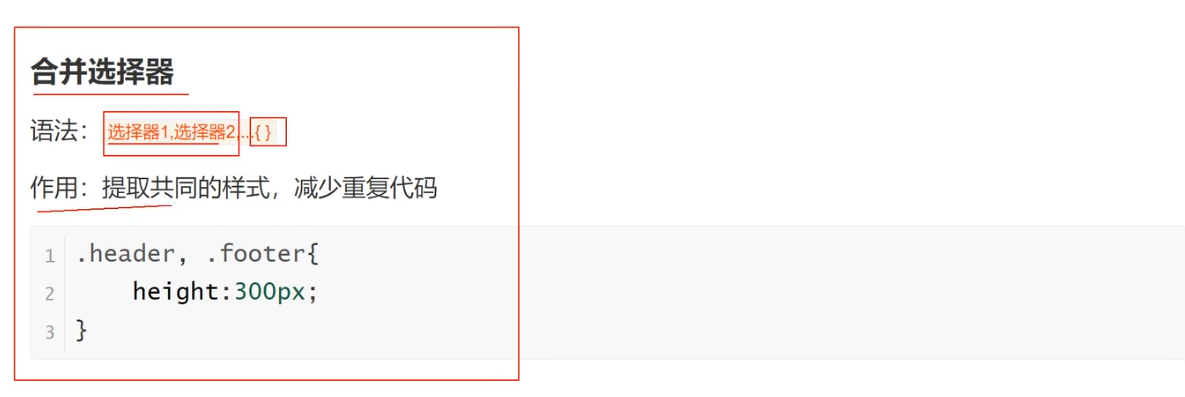 合并选择器
语法：选择器1,选择器2,...{ }
作用：提取共同的样式，减少重复代码
1 .header, .footer{
2     height:300px;
3 }